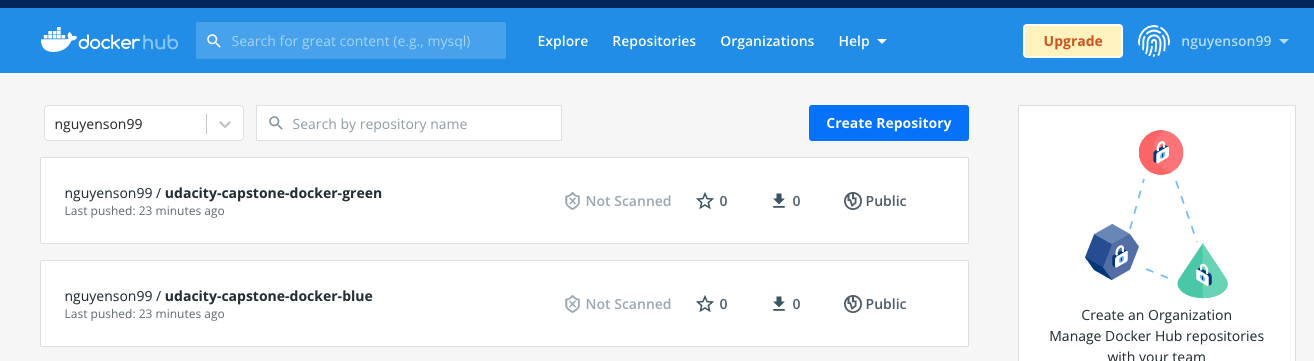 dockerhub Search for great content (e.g., mysql) Explore Repositories Organizations Help Upgrade nguyenson99
nguyenson99 Search by repository name Create Repository
nguyenson99 / udacity-capstone-docker-green
Last pushed: 23 minutes ago
Not Scanned 0 0 Public
nguyenson99 / udacity-capstone-docker-blue
Last pushed: 23 minutes ago
Not Scanned 0 0 Public
Create an Organization
Manage Docker Hub repositories
with your team